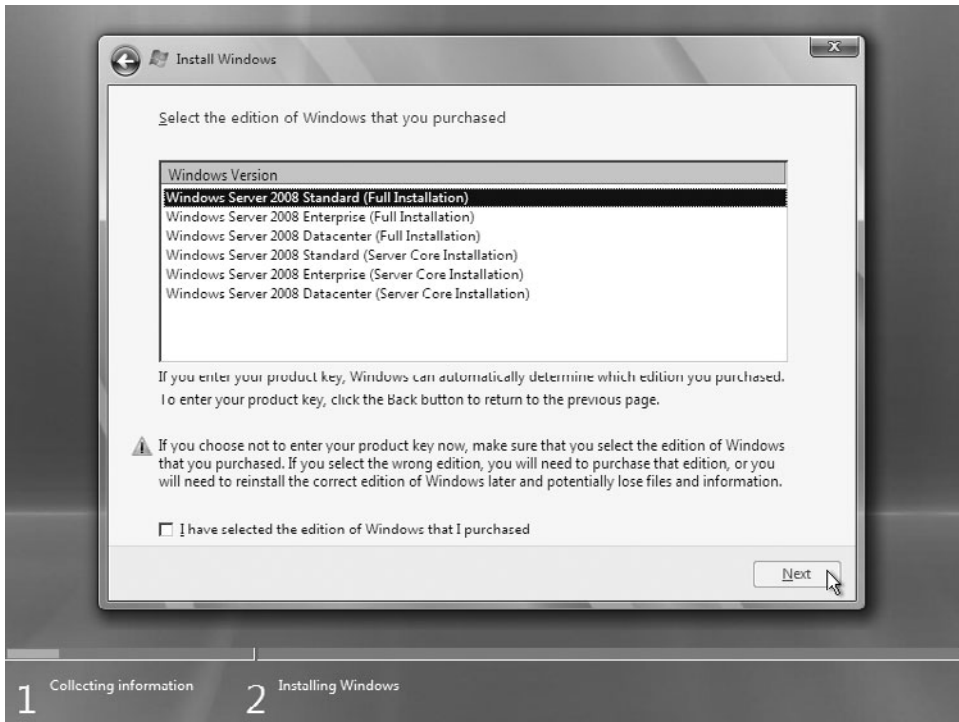 Install Windows
Select the edition of Windows that you purchased
Windows Version
Windows Server 2008 Standard (Full Installation)
Windows Server 2008 Enterprise (Full Installation)
Windows Server 2008 Datacenter (Full Installation)
Windows Server 2008 Standard (Server Core Installation)
Windows Server 2008 Enterprise (Server Core Installation)
Windows Server 2008 Datacenter (Server Core Installation)
If you enter your product key, Windows can automatically determine which edition you purchased.
To enter your product key, click the Back button to return to the previous page.
If you choose not to enter your product key now, make sure that you select the edition of Windows
that you purchased. If you select the wrong edition, you will need to purchase that edition, or you
will need to reinstall the correct edition of Windows later and potentially lose files and information.
I have selected the edition of Windows that I purchased
Next
1 Collecting information 2 Installing Windows